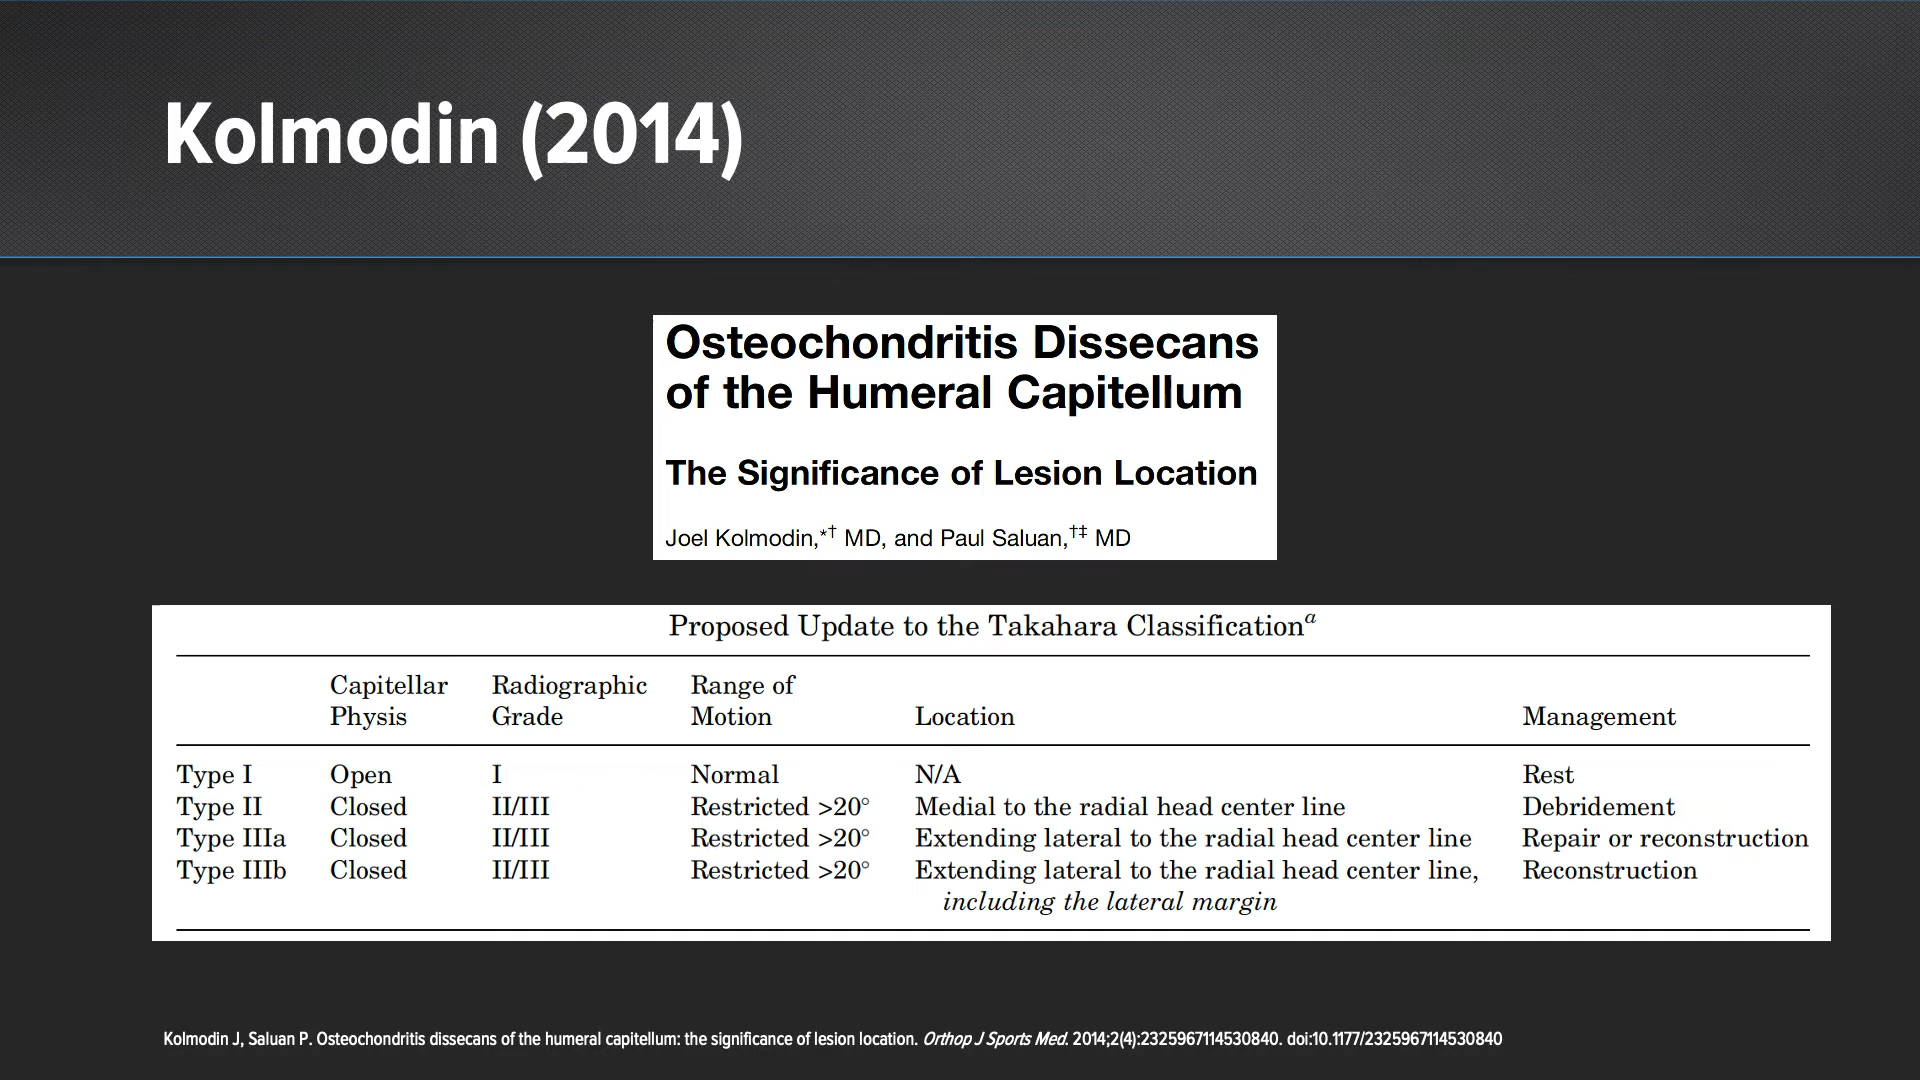 Kolmodin (2014)
Osteochondritis Dissecans
of the Humeral Capitellum
The Significance of Lesion Location
Joel Kolmodin,*† MD, and Paul Saluan,†‡ MD
Proposed Update to the Takahara Classificationᵃ
Capitellar Physis Radiographic Grade Range of Motion Location Management
Type I Open I Normal N/A Rest
Type II Closed II/III Restricted >20° Medial to the radial head center line Debridement
Type IIIa Closed II/III Restricted >20° Extending lateral to the radial head center line Repair or reconstruction
Type IIIb Closed II/III Restricted >20° Extending lateral to the radial head center line, Reconstruction
including the lateral margin
Kolmodin J, Saluan P. Osteochondritis dissecans of the humeral capitellum: the significance of lesion location. Orthop J Sports Med. 2014;2(4):2325967114530840. doi:10.1177/2325967114530840